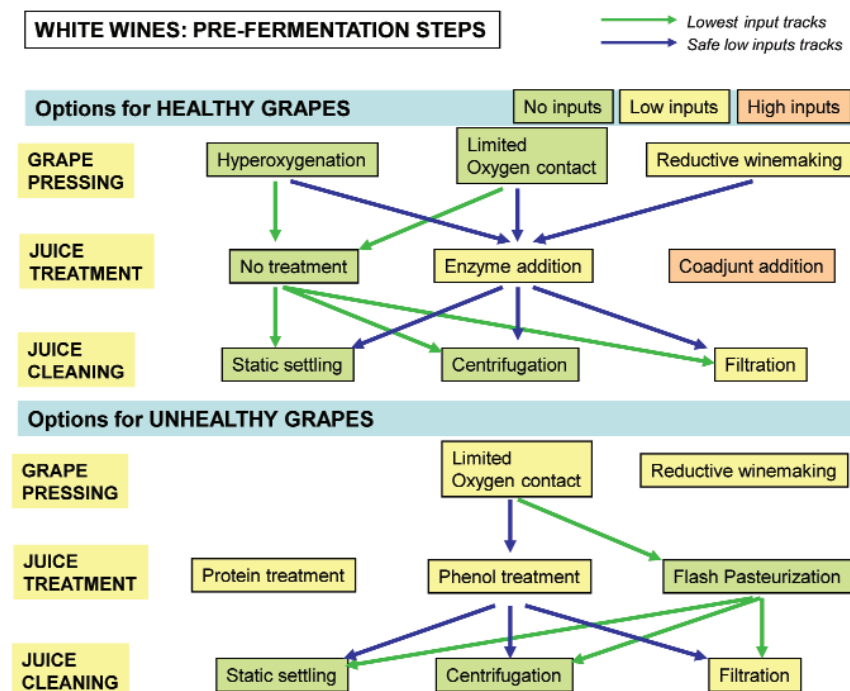 WHITE WINES: PRE-FERMENTATION STEPS
Lowest input tracks
Safe low inputs tracks
Options for HEALTHY GRAPES
No inputs
Low inputs
High inputs
GRAPE
PRESSING
Hyperoxygenation
Limited
Oxygen contact
Reductive winemaking
JUICE
TREATMENT
No treatment
Enzyme addition
Coadjunt addition
JUICE
CLEANING
Static settling
Centrifugation
Filtration
Options for UNHEALTHY GRAPES
GRAPE
PRESSING
Limited
Oxygen contact
Reductive winemaking
JUICE
TREATMENT
Protein treatment
Phenol treatment
Flash Pasteurization
JUICE
CLEANING
Static settling
Centrifugation
Filtration